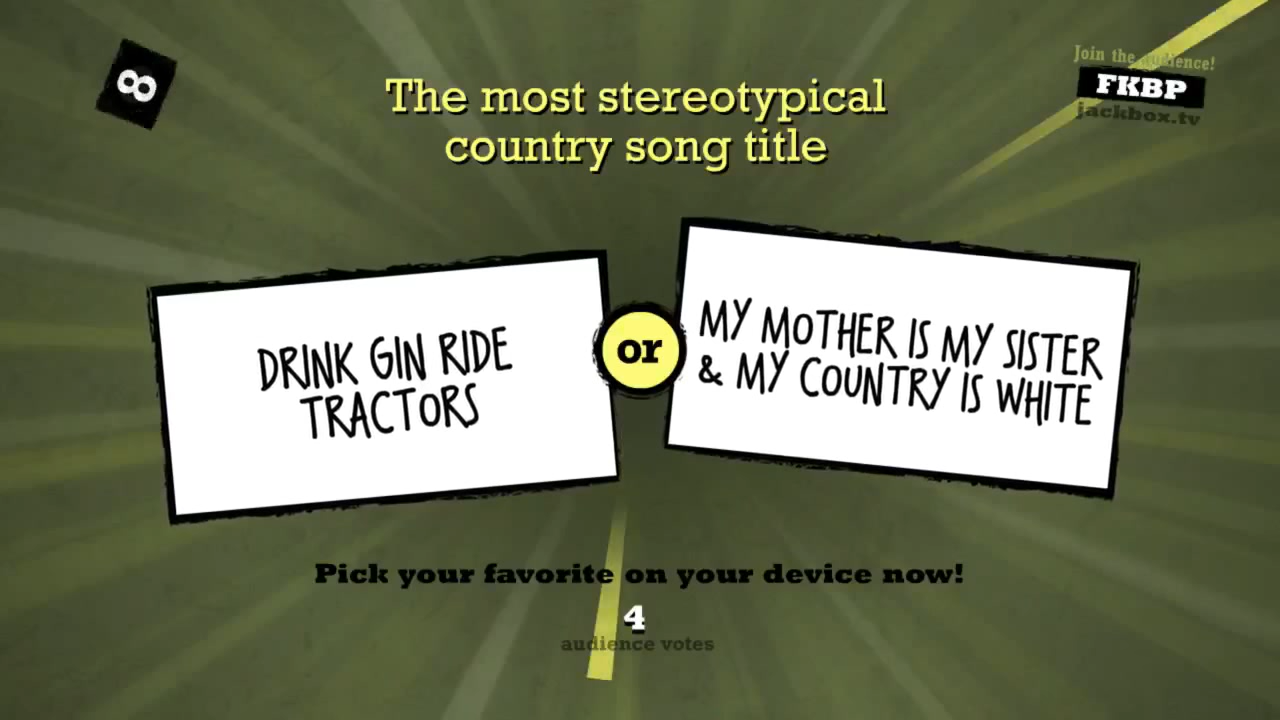 8
The most stereotypical
country song title
Join the audience!
FKBP
jackbox.tv
DRINK GIN RIDE
TRACTORS
or
MY MOTHER IS MY SISTER
& MY COUNTRY IS WHITE
Pick your favorite on your device now!
4
audience votes